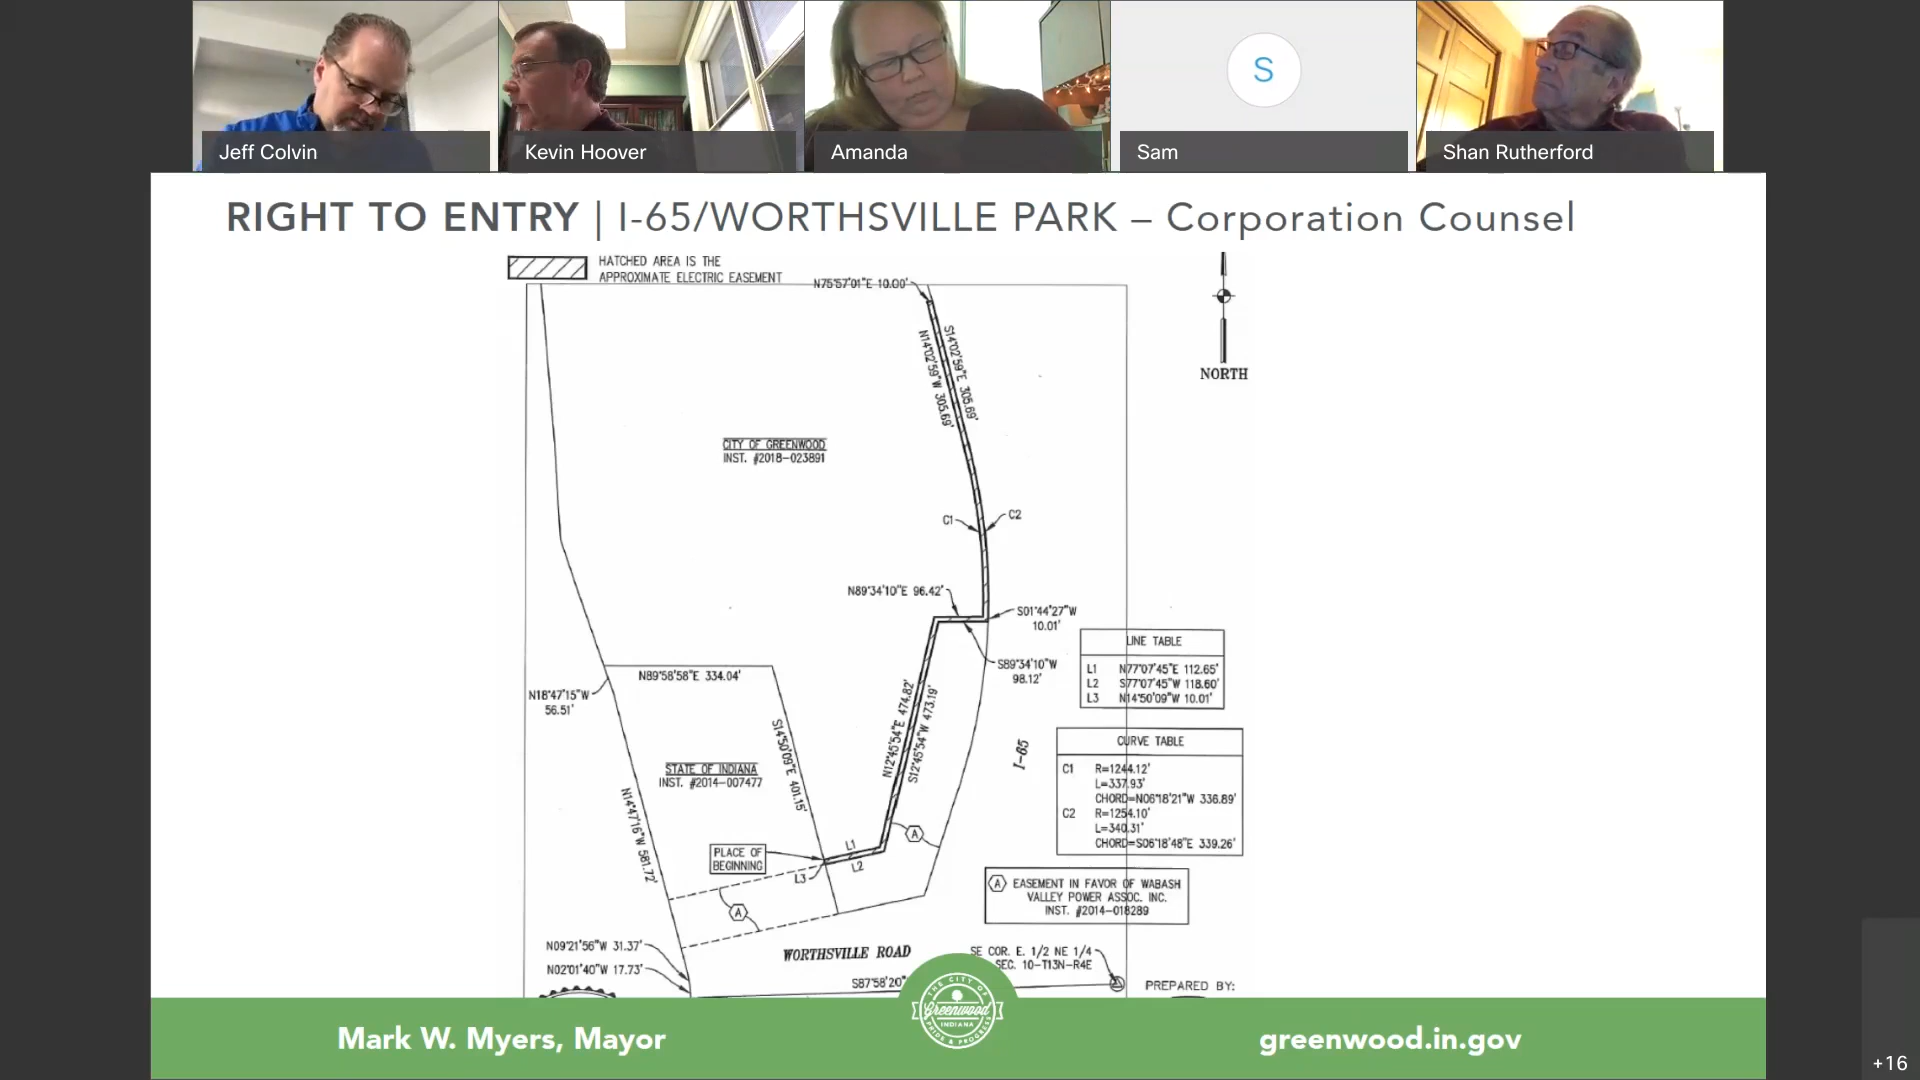 Jeff Colvin
Kevin Hoover
Amanda
S
Sam
Shan Rutherford
RIGHT TO ENTRY | I-65/WORTHSVILLE PARK – Corporation Counsel
HATCHED AREA IS THE
APPROXIMATE ELECTRIC EASEMENT
N75°57'01"E 10.00'
NORTH
S14°02'59"E 305.69'
N14°02'59"W 305.69'
CITY OF GREENWOOD
INST. #2018-023891
C1
C2
N89°34'10"E 96.42'
S01°44'27"W
10.01'
S89°34'10"W
98.12'
LINE TABLE
L1 N77°07'45"E 112.65'
L2 S77°07'45"W 118.60'
L3 N14°50'09"W 10.01'
N89°58'58"E 334.04'
N18°47'15"W
56.51'
N12°45'54"E 474.82'
S12°45'54"W 473.19'
S14°50'09"E 401.15'
I-65
CURVE TABLE
C1 R=1244.12'
L=337.93'
CHORD=N06°18'21"W 336.89'
C2 R=1254.10'
L=340.31'
CHORD=S06°18'48"E 339.26'
STATE OF INDIANA
INST. #2014-007477
N14°47'16"W 581.72'
A
PLACE OF
BEGINNING
L1
L2
L3
A
A EASEMENT IN FAVOR OF WABASH
VALLEY POWER ASSOC. INC.
INST. #2014-018289
N09°21'56"W 31.37'
N02°01'40"W 17.73'
WORTHSVILLE ROAD
SE COR. E. 1/2 NE 1/4
SEC. 10-T13N-R4E
S87°58'20"
PREPARED BY:
THE CITY OF
Greenwood
INDIANA
PRIDE & PROGRESS
Mark W. Myers, Mayor
greenwood.in.gov
+16